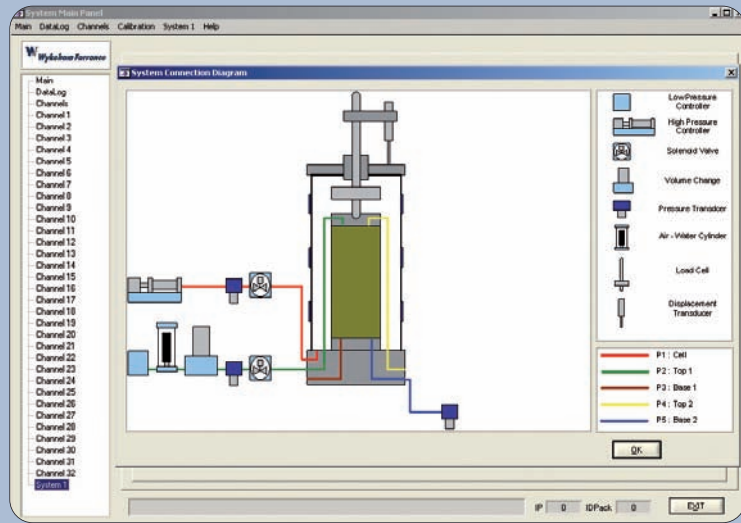 System Main Panel
Main DataLog Channels Calibration System 1 Help
Wykeham Farrance
Main
DataLog
Channels
Channel 1
Channel 2
Channel 3
Channel 4
Channel 5
Channel 6
Channel 7
Channel 8
Channel 9
Channel 10
Channel 11
Channel 12
Channel 13
Channel 14
Channel 15
Channel 16
Channel 17
Channel 18
Channel 19
Channel 20
Channel 21
Channel 22
Channel 23
Channel 24
Channel 25
Channel 26
Channel 27
Channel 28
Channel 29
Channel 30
Channel 31
Channel 32
System 1
System Connection Diagram
Low Pressure
Controller
High Pressure
Controller
Solenoid Valve
Volume Change
Pressure Transducer
Air - Water Cylinder
Load Cell
Displacement
Transducer
P1 : Cell
P2 : Top 1
P3 : Base 1
P4 : Top 2
P5 : Base 2
OK
IP 0 IDPack 0 EXIT